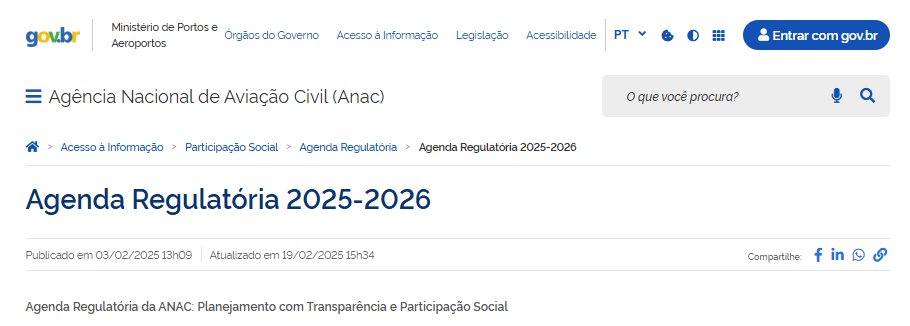 gov.br
Ministério de Portos e
Aeroportos
Órgãos do Governo Acesso à Informação Legislação Acessibilidade PT Entrar com gov.br
Agência Nacional de Aviação Civil (Anac) O que você procura?
Acesso à Informação > Participação Social > Agenda Regulatória > Agenda Regulatória 2025-2026
Agenda Regulatória 2025-2026
Publicado em 03/02/2025 13h09 Atualizado em 19/02/2025 15h34 Compartilhe:
Agenda Regulatória da ANAC: Planejamento com Transparência e Participação Social